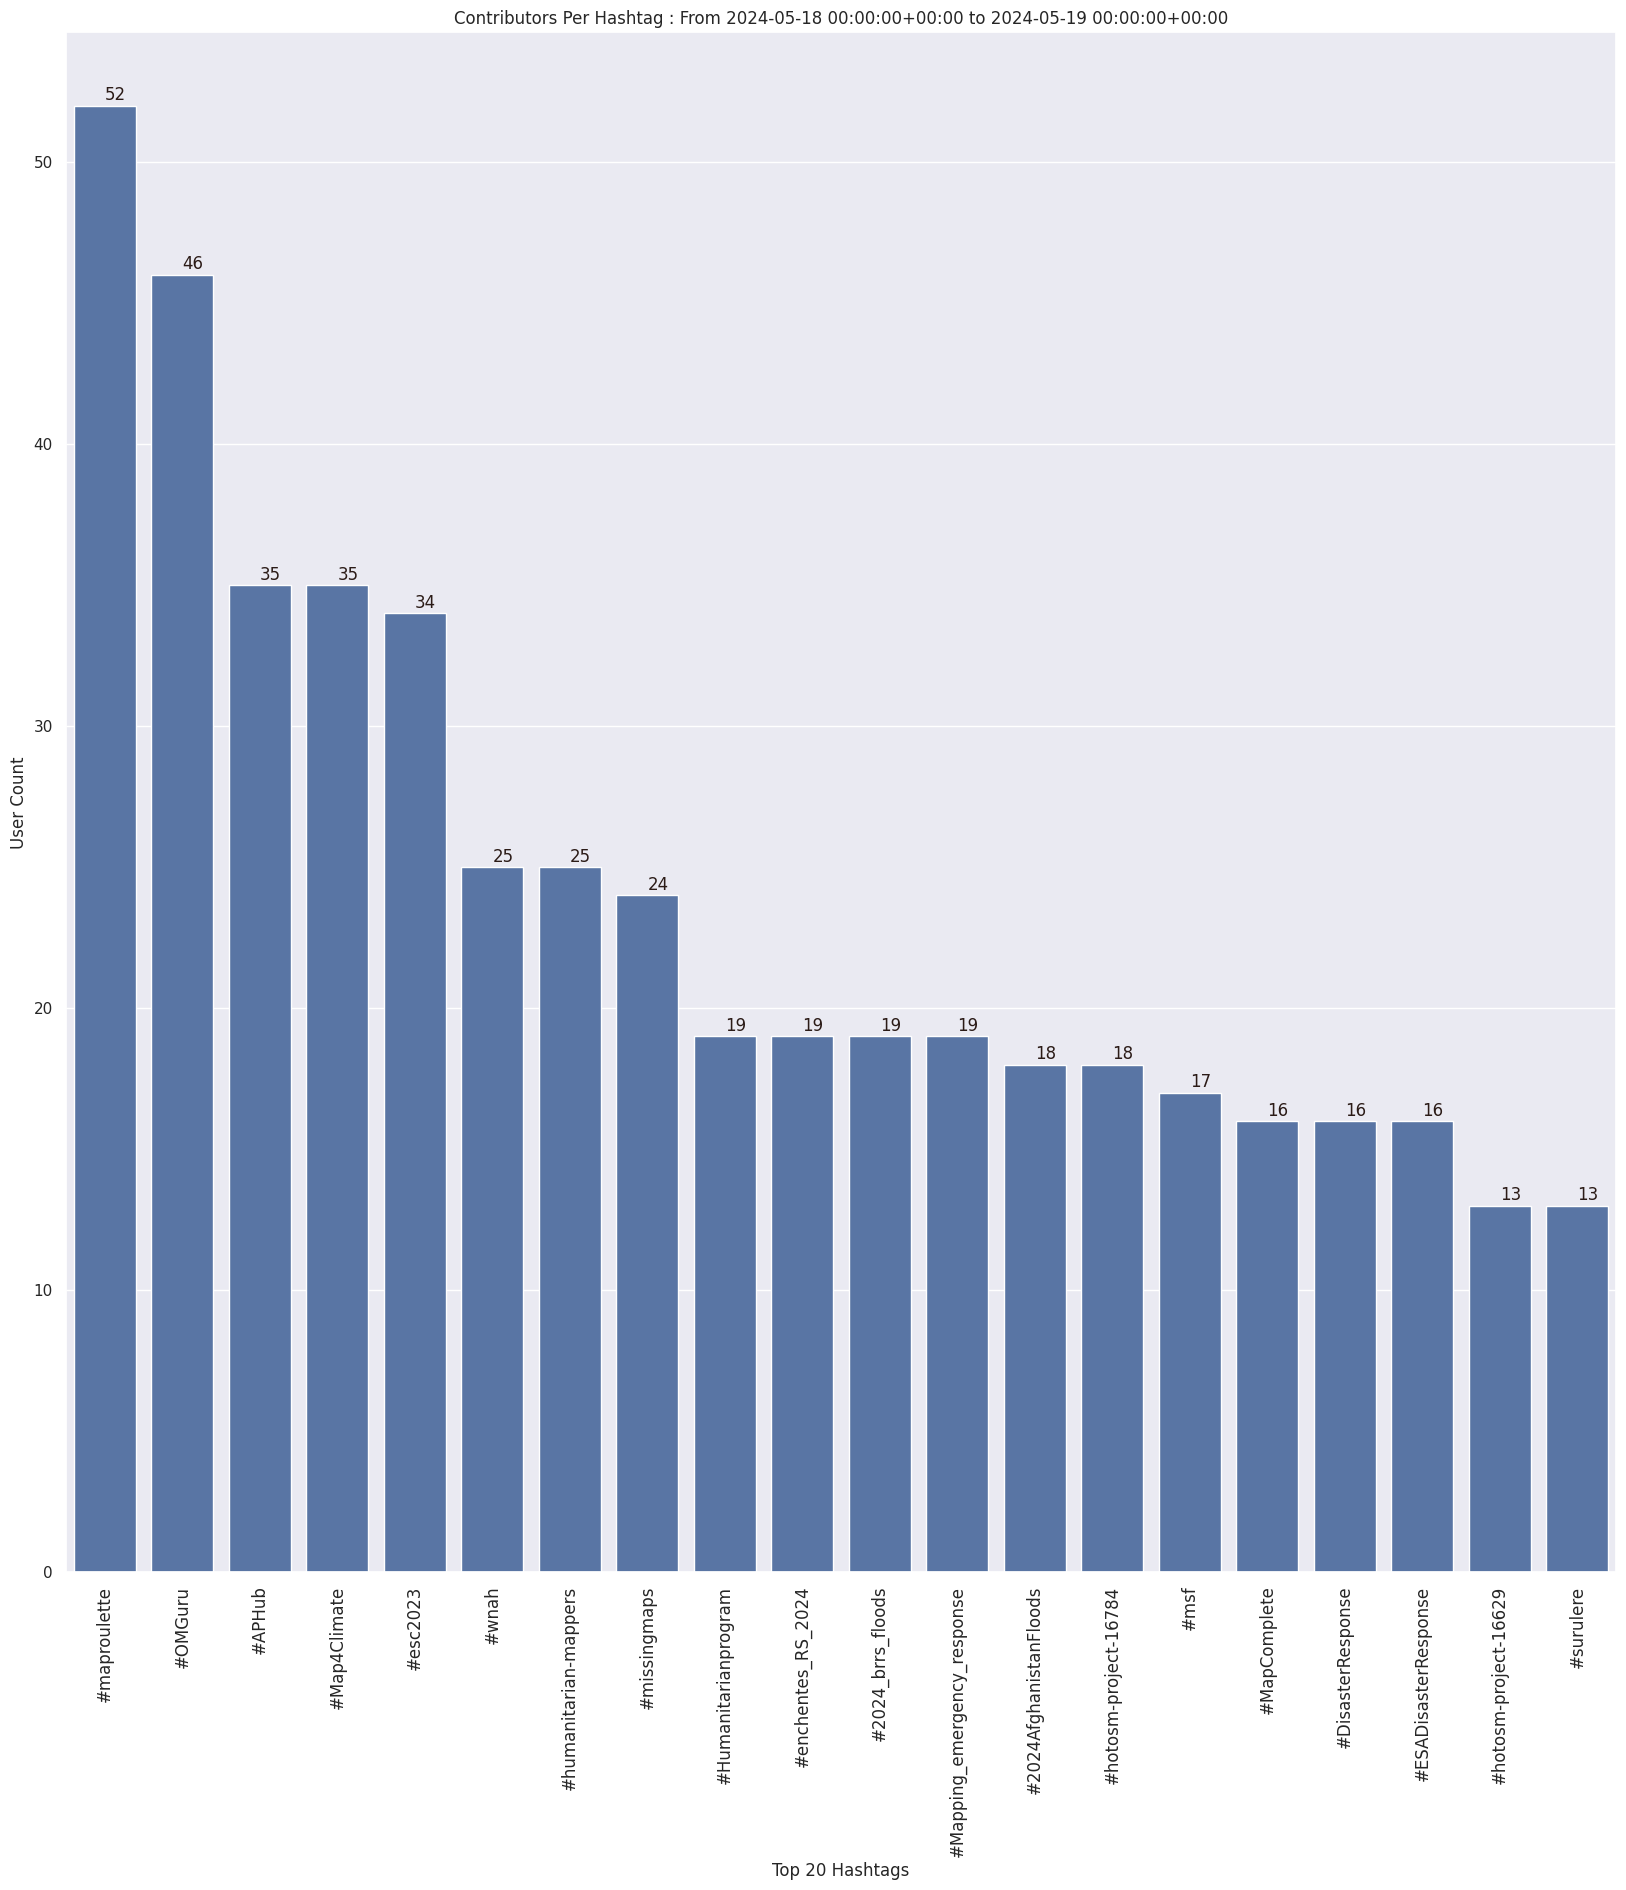 Contributors Per Hashtag : From 2024-05-18 00:00:00+00:00 to 2024-05-19 00:00:00+00:00
52
46
35
35
34
25
25
24
19
19
19
19
18
18
17
16
16
16
13
13
50
40
30
20
10
0
User Count
#maproulette
#OMGuru
#APHub
#Map4Climate
#esc2023
#wnah
#humanitarian-mappers
#missingmaps
#Humanitarianprogram
#enchentes_RS_2024
#2024_brrs_floods
#Mapping_emergency_response
#2024AfghanistanFloods
#hotosm-project-16784
#msf
#MapComplete
#DisasterResponse
#ESADisasterResponse
#hotosm-project-16629
#surulere
Top 20 Hashtags